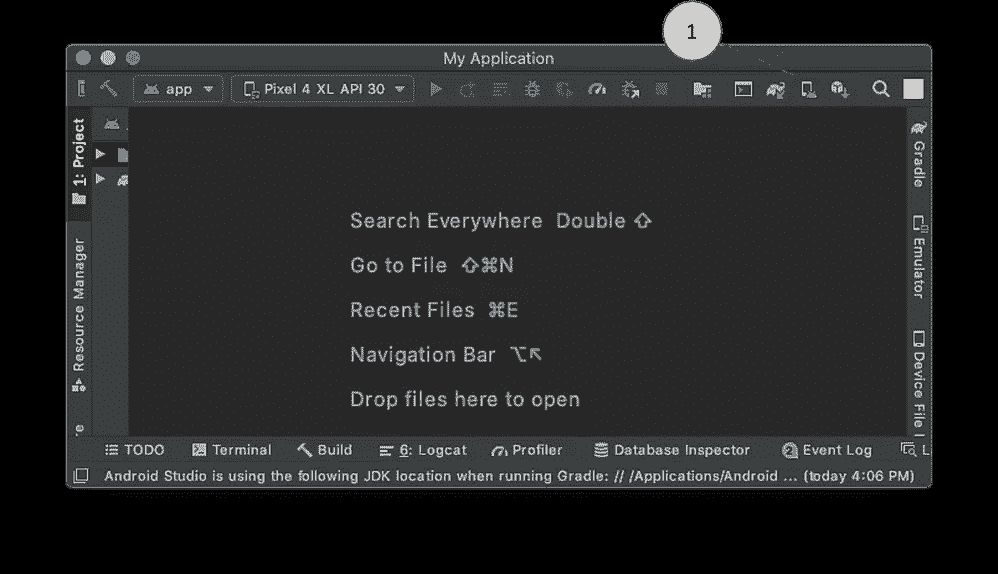 1
My Application
app
Pixel 4 XL API 30
1: Project
Resource Manager
Search Everywhere Double ⇧
Go to File ⇧⌘N
Recent Files ⌘E
Navigation Bar ⌥↖
Drop files here to open
Gradle
Emulator
Device File
TODO
Terminal
Build
6: Logcat
Profiler
Database Inspector
Event Log
L
Android Studio is using the following JDK location when running Gradle: // /Applications/Android ... (today 4:06 PM)